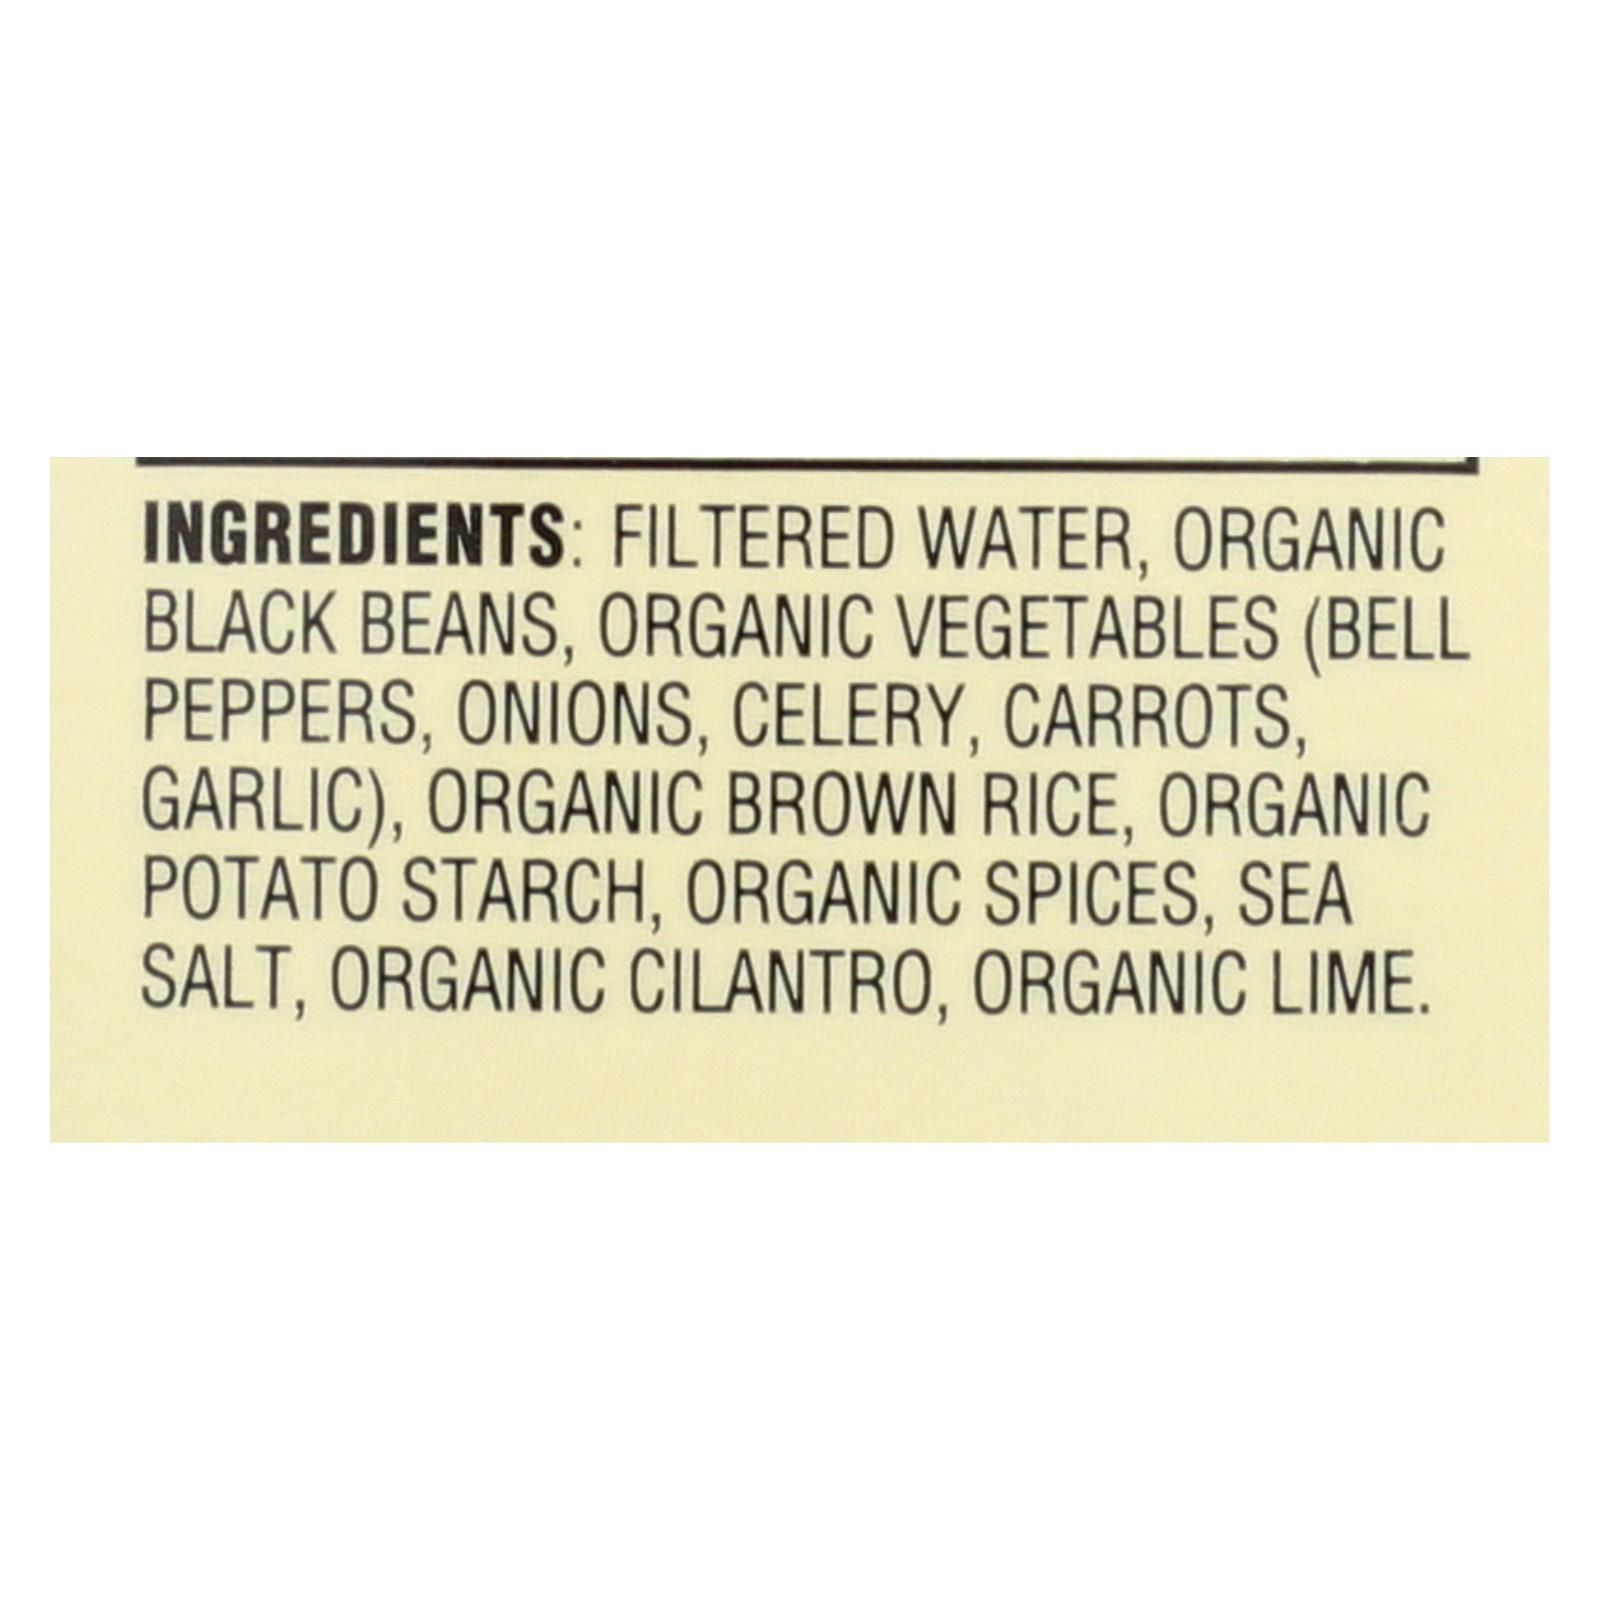 INGREDIENTS: FILTERED WATER, ORGANIC
BLACK BEANS, ORGANIC VEGETABLES (BELL
PEPPERS, ONIONS, CELERY, CARROTS,
GARLIC), ORGANIC BROWN RICE, ORGANIC
POTATO STARCH, ORGANIC SPICES, SEA
SALT, ORGANIC CILANTRO, ORGANIC LIME.